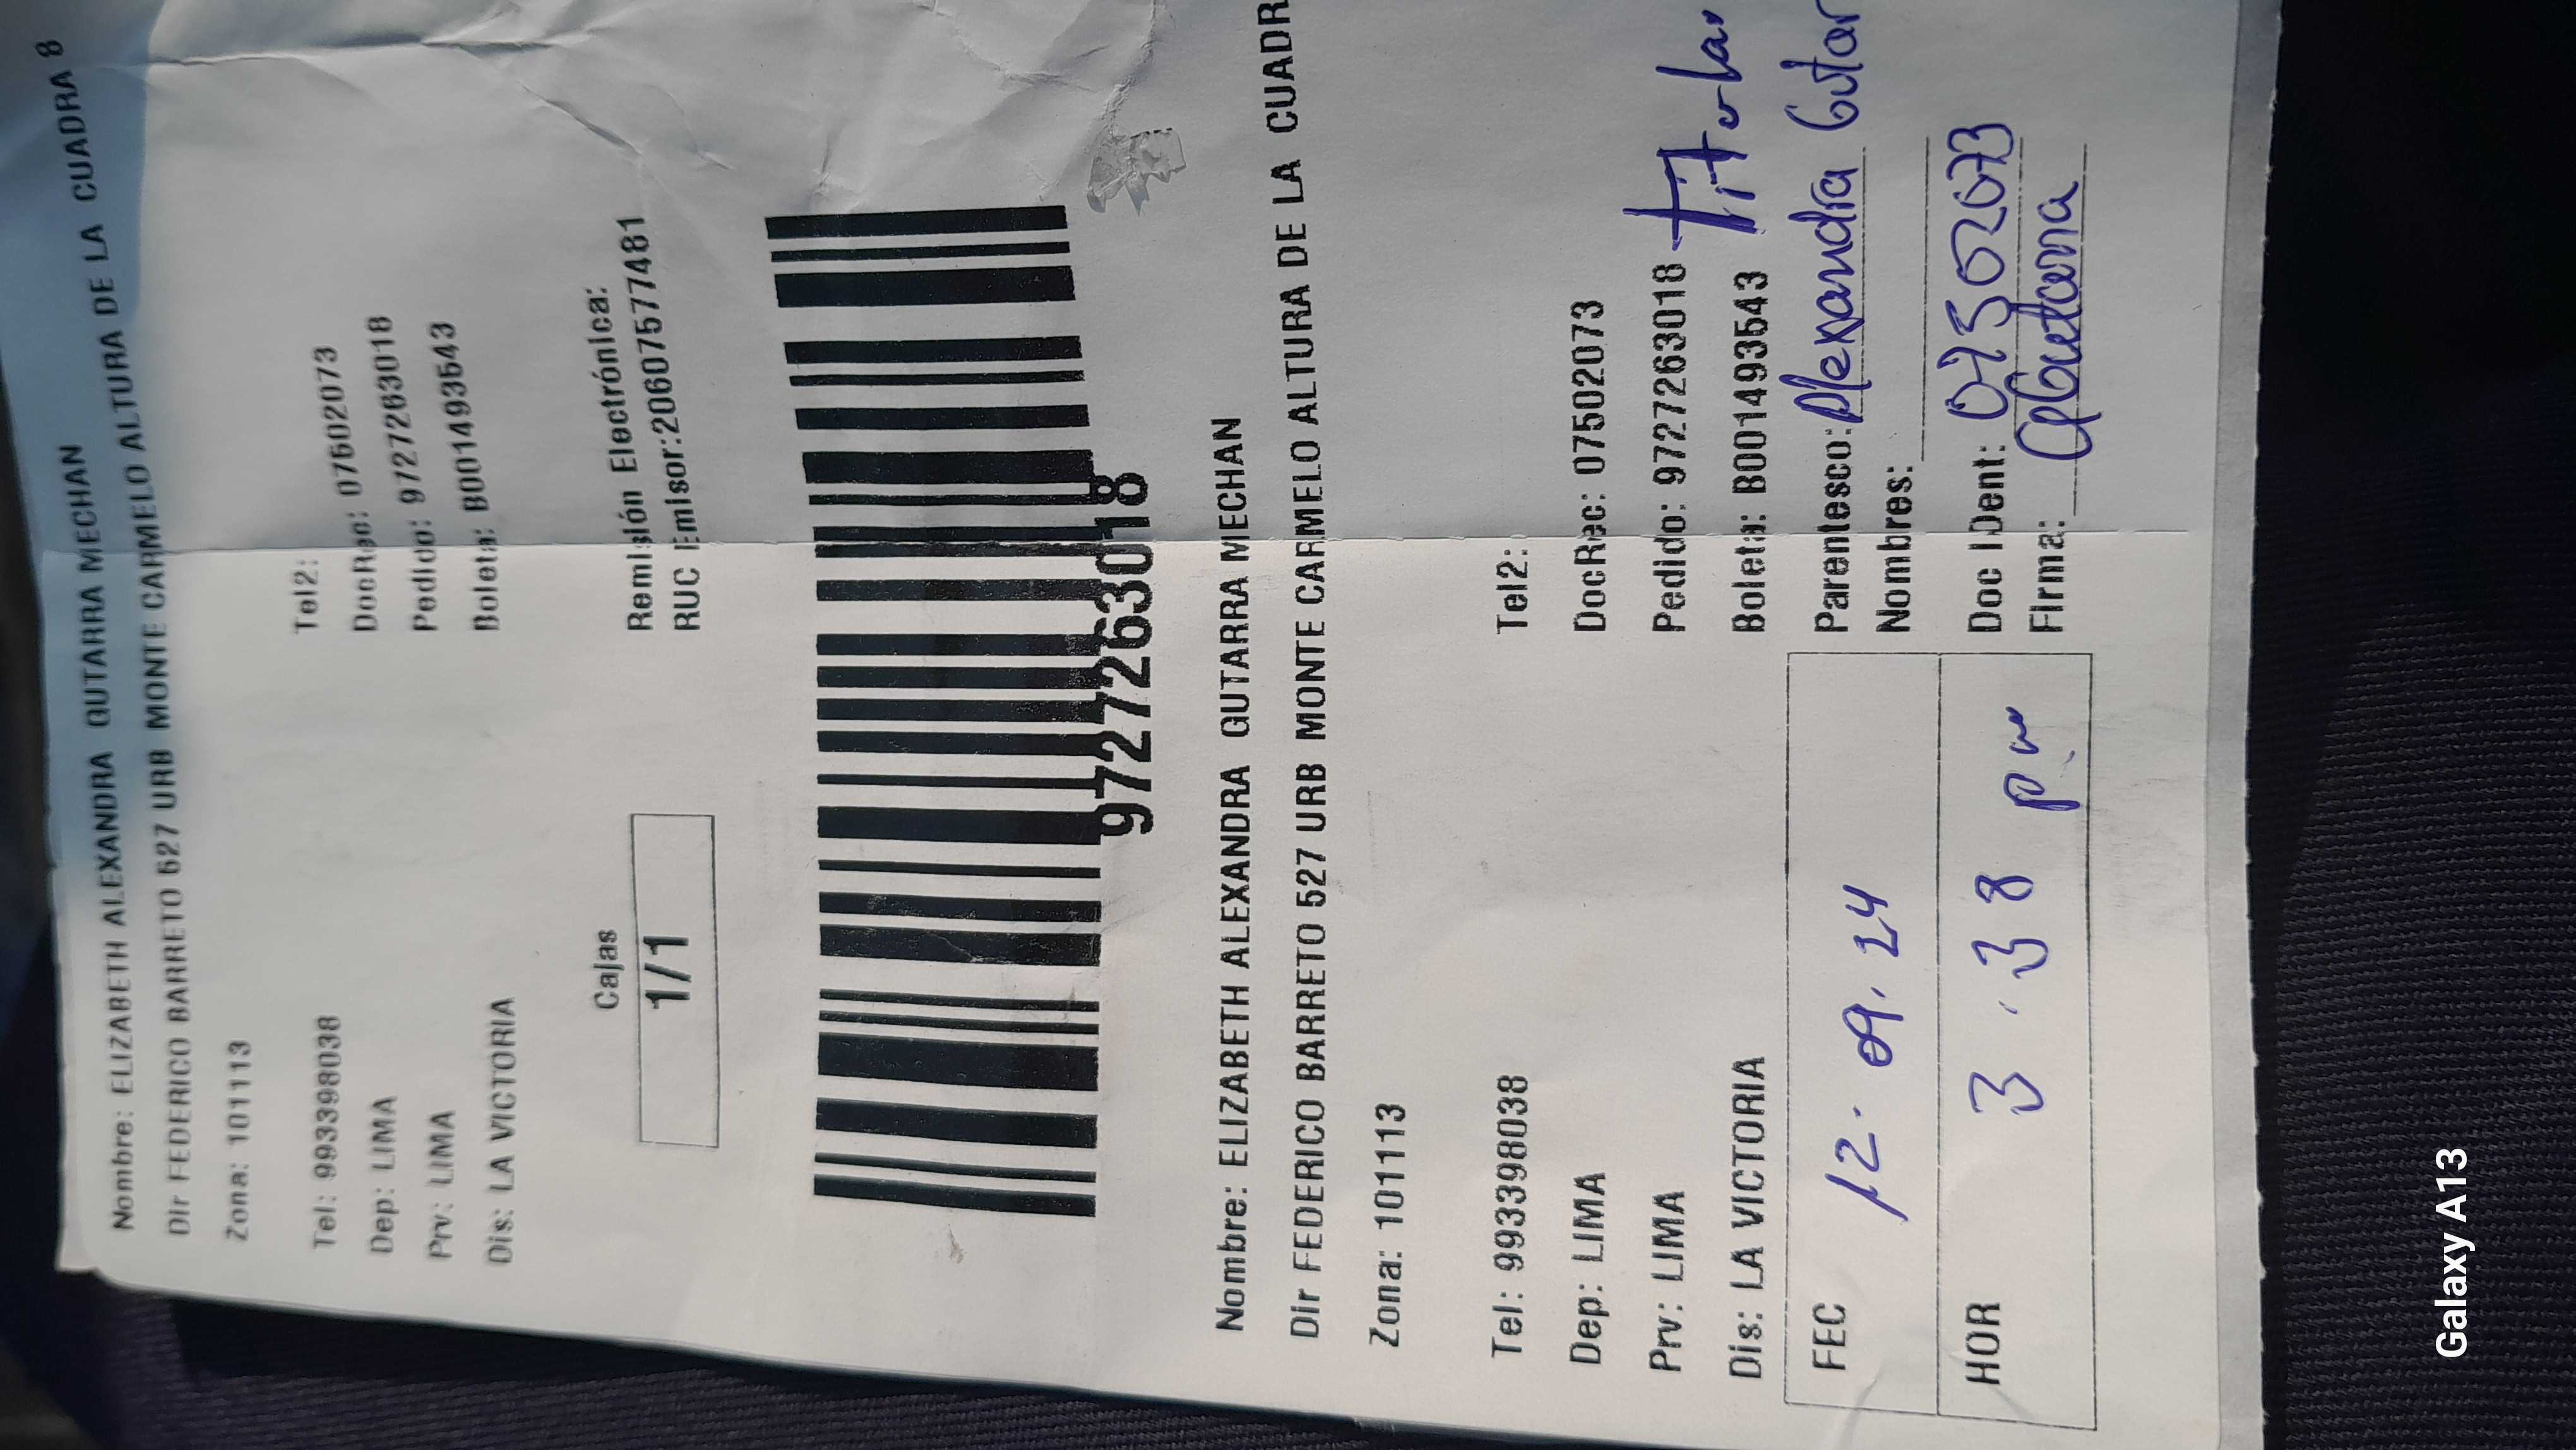 Nombre: ELIZABETH ALEXANDRA GUTARRA MECHAN
Dir FEDERICO BARRETO 527 URB MONTE CARMELO ALTURA DE LA CUADRA 8
Zona: 101113
Tel: 993398038 Tel2:
Dep: LIMA DocRec: 07502073
Prv: LIMA Pedido: 9727263018
Dis: LA VICTORIA Boleta: B001493543
Cajas Remisión Electrónica:
1/1 RUC Emisor:20607577481
9727263018
Nombre: ELIZABETH ALEXANDRA GUTARRA MECHAN
Dir FEDERICO BARRETO 527 URB MONTE CARMELO ALTURA DE LA CUADR
Zona: 101113
Tel: 993398038 Tel2:
Dep: LIMA DocRec: 07502073
Prv: LIMA Pedido: 9727263018 titular
Dis: LA VICTORIA Boleta: B001493543
FEC 12.09.24 Parentesco: Alexandra Gutar
Nombres:
HOR 3.38 pm Doc IDent: 07502073
Firma:
Galaxy A13